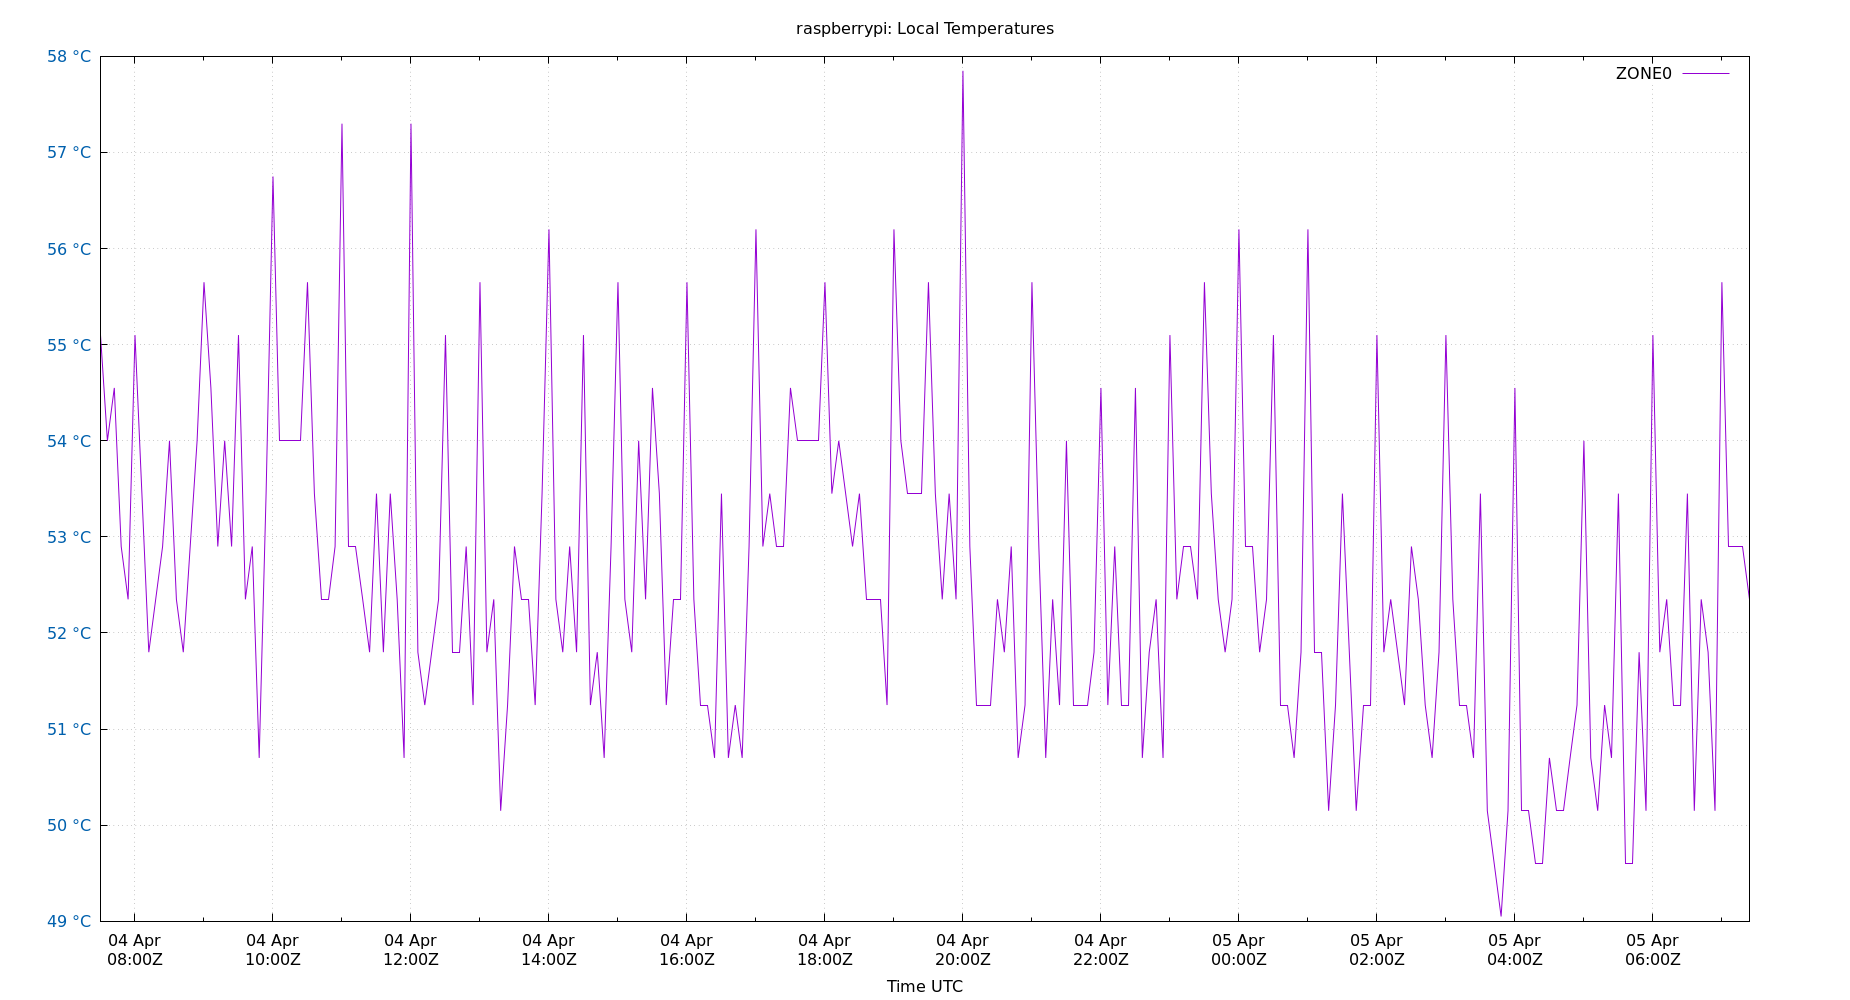 raspberrypi: Local Temperatures
58 °C
ZONE0
57 °C
56 °C
55 °C
54 °C
53 °C
52 °C
51 °C
50 °C
49 °C
04 Apr 04 Apr 04 Apr 04 Apr 04 Apr 04 Apr 04 Apr 04 Apr 05 Apr 05 Apr 05 Apr 05 Apr
08:00Z 10:00Z 12:00Z 14:00Z 16:00Z 18:00Z 20:00Z 22:00Z 00:00Z 02:00Z 04:00Z 06:00Z
Time UTC